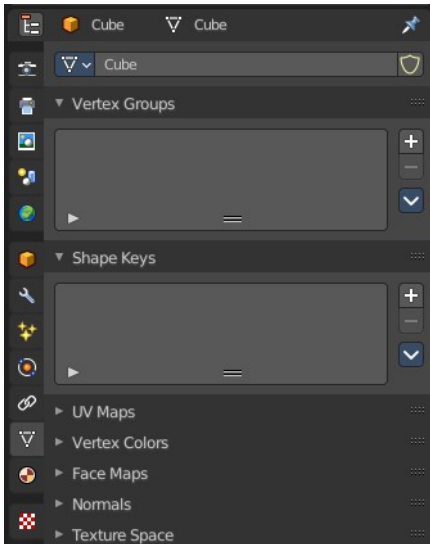 Cube Cube
Cube
Vertex Groups
Shape Keys
UV Maps
Vertex Colors
Face Maps
Normals
Texture Space